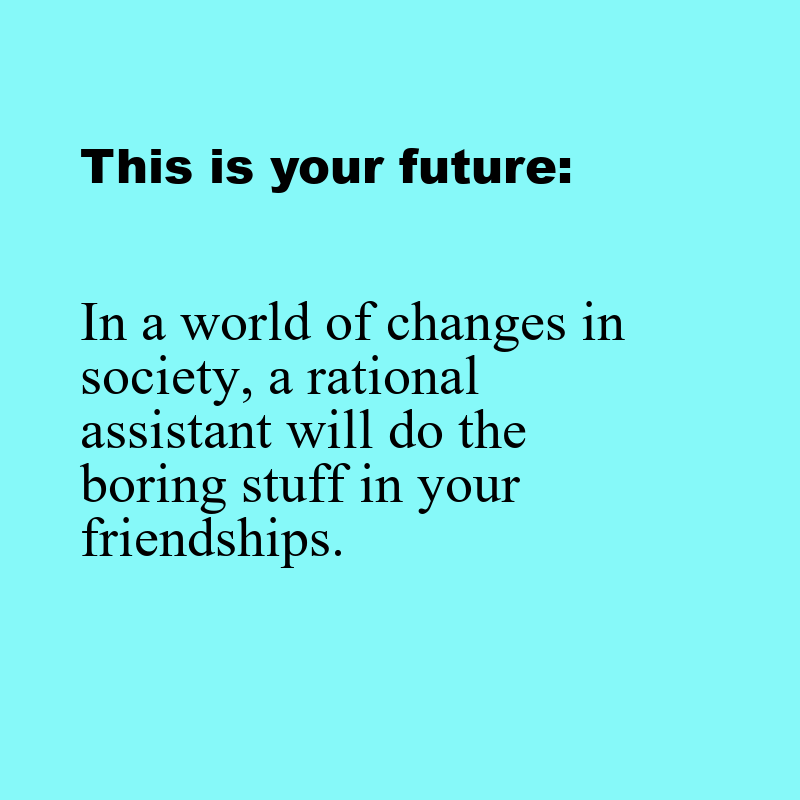 This is your future:
In a world of changes in
society, a rational
assistant will do the
boring stuff in your
friendships.